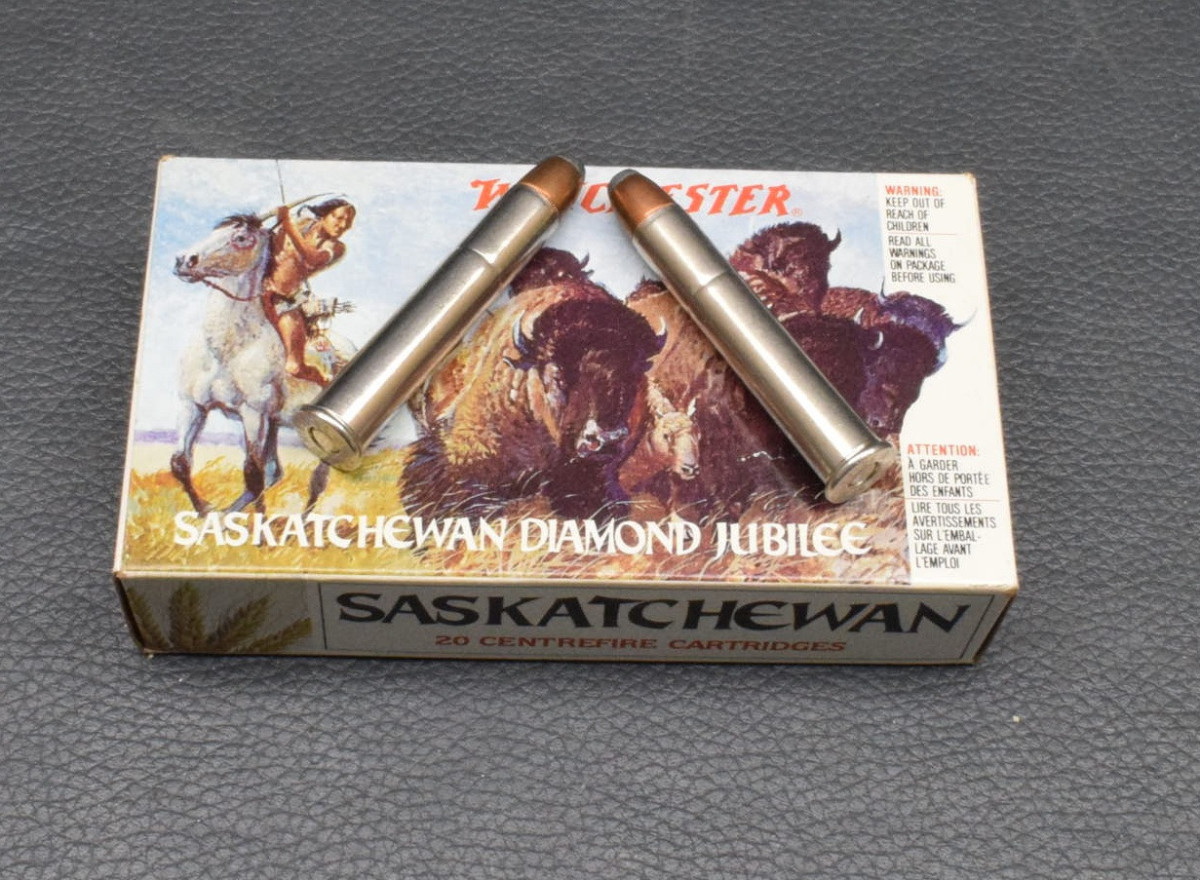 WINCHESTER®
WARNING:
KEEP OUT OF
REACH OF
CHILDREN
READ ALL
WARNINGS
ON PACKAGE
BEFORE USING
ATTENTION:
À GARDER
HORS DE PORTÉE
DES ENFANTS
LIRE TOUS LES
AVERTISSEMENTS
SUR L'EMBAL-
LAGE AVANT
L'EMPLOI
SASKATCHEWAN DIAMOND JUBILEE
SASKATCHEWAN
20 CENTREFIRE CARTRIDGES